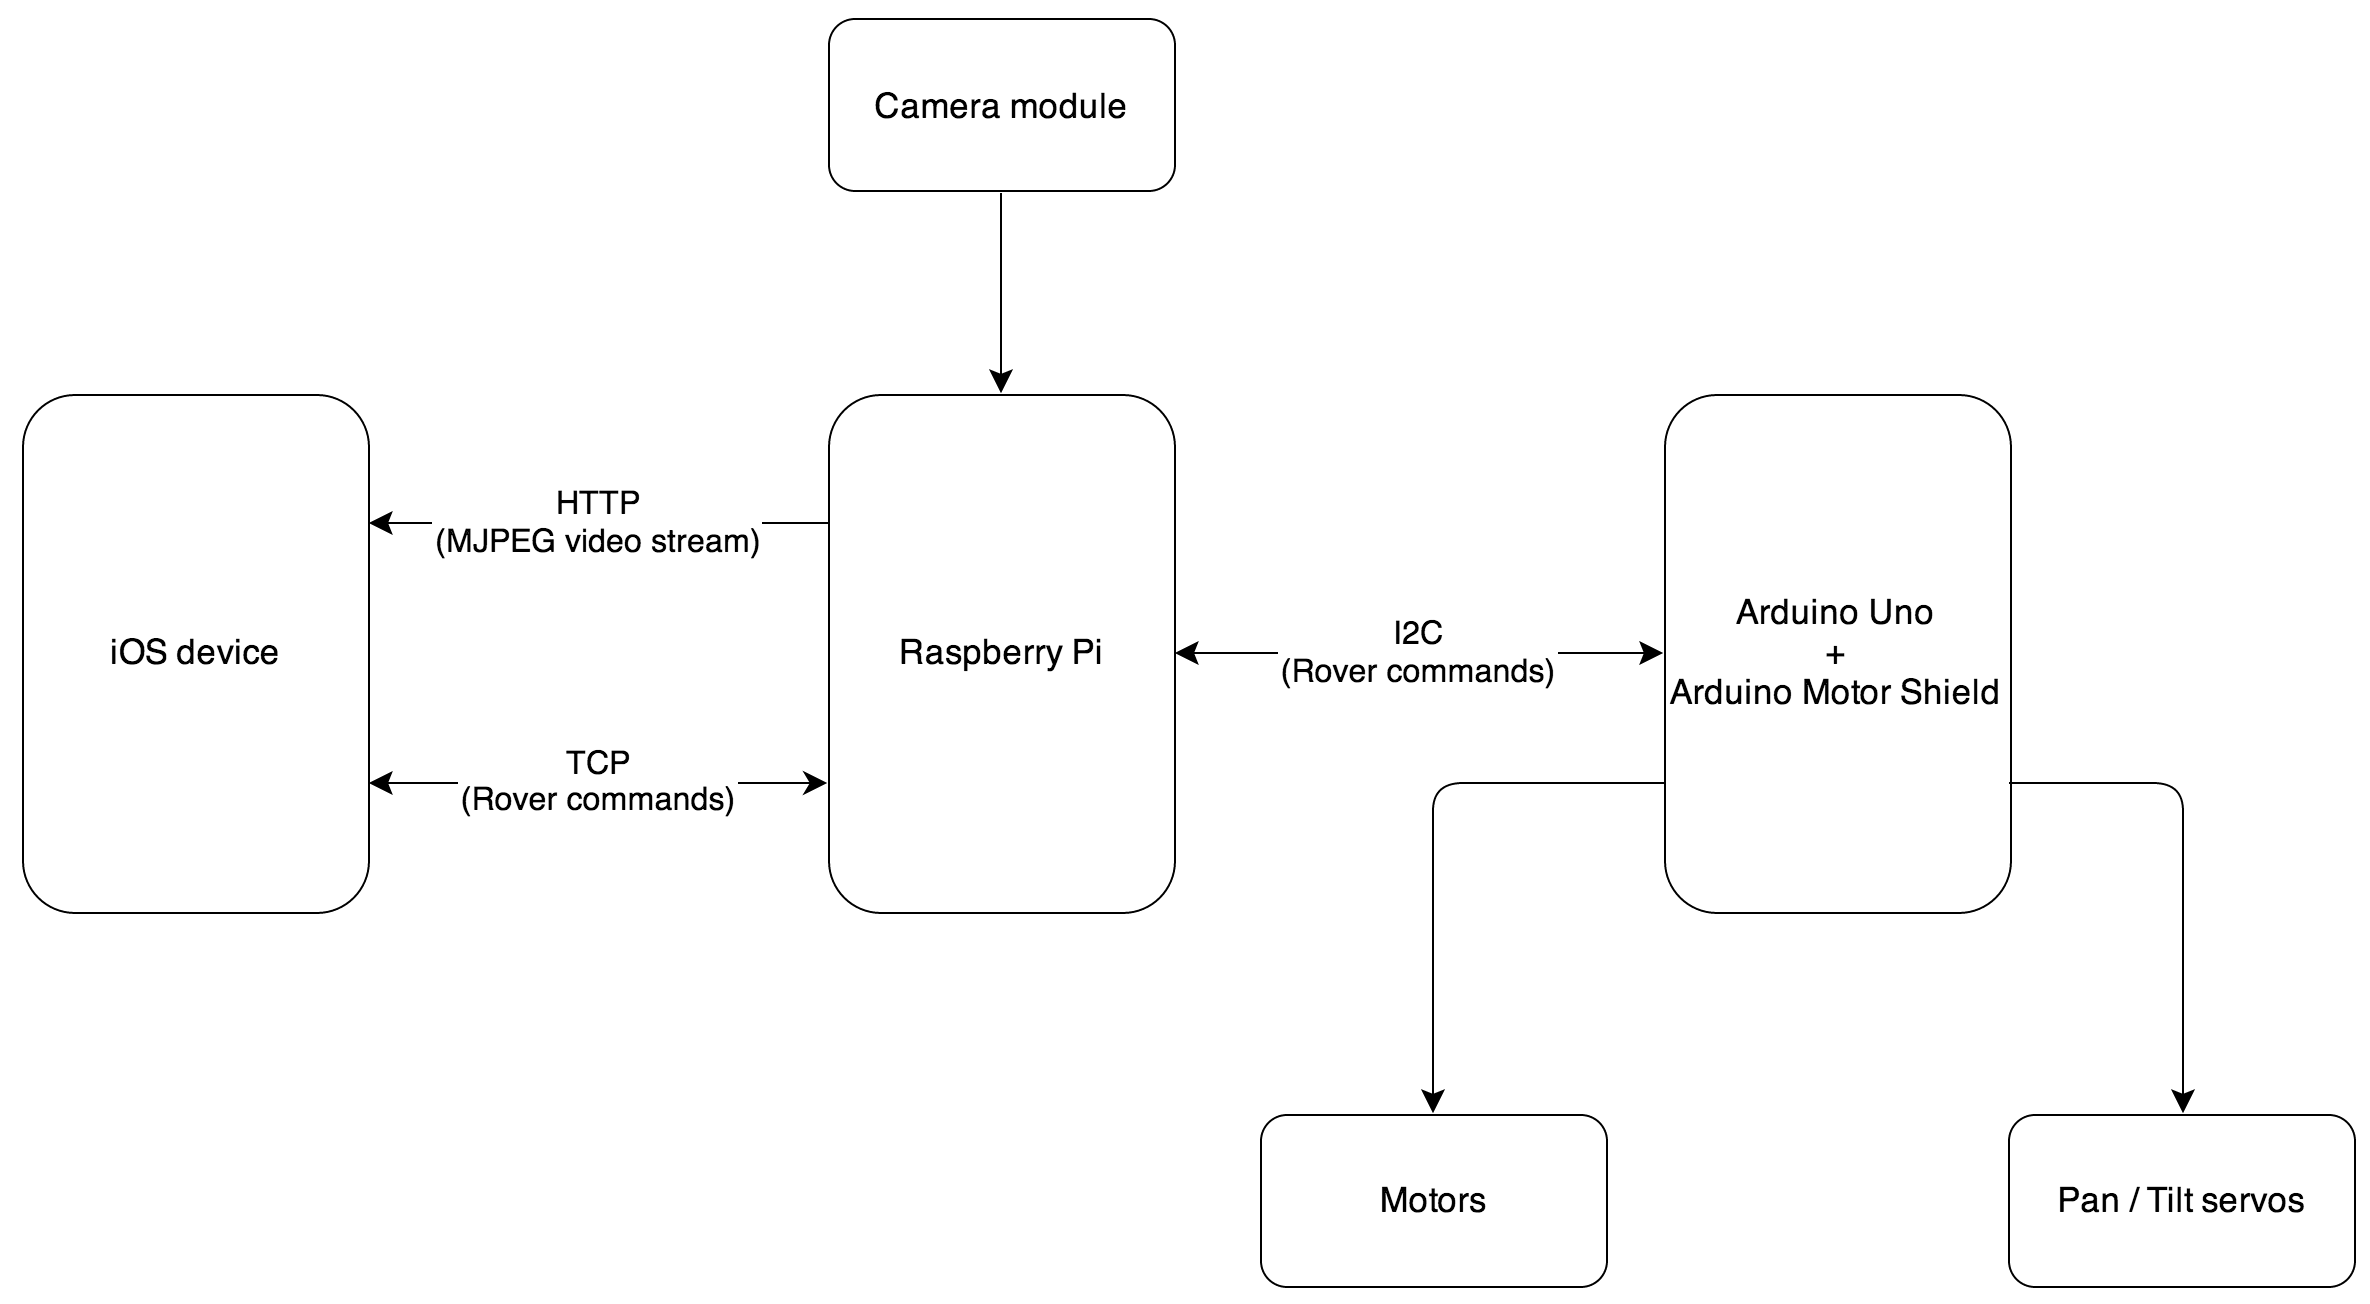 Camera module
HTTP
(MJPEG video stream)
iOS device
Raspberry Pi
I2C
(Rover commands)
Arduino Uno
+
Arduino Motor Shield
TCP
(Rover commands)
Motors
Pan / Tilt servos